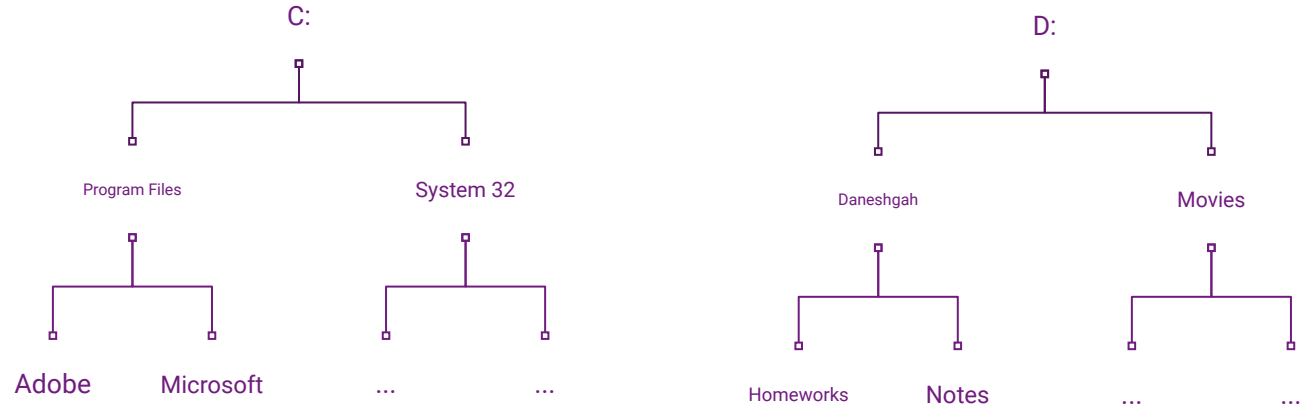 C:
D:
Program Files
System 32
Daneshgah
Movies
Adobe
Microsoft
...
...
Homeworks
Notes
...
...